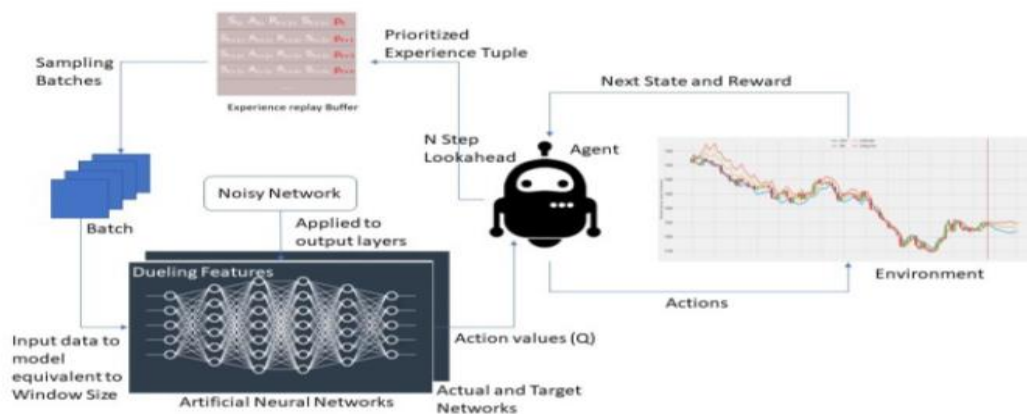 Prioritized
Experience Tuple
Sampling
Batches
Experience replay Buffer
Next State and Reward
N Step
Lookahead
Agent
Noisy Network
Batch
Applied to
output layers
Dueling Features
Environment
Actions
Input data to
model
equivalent to
Window Size
Action values (Q)
Artificial Neural Networks
Actual and Target
Networks